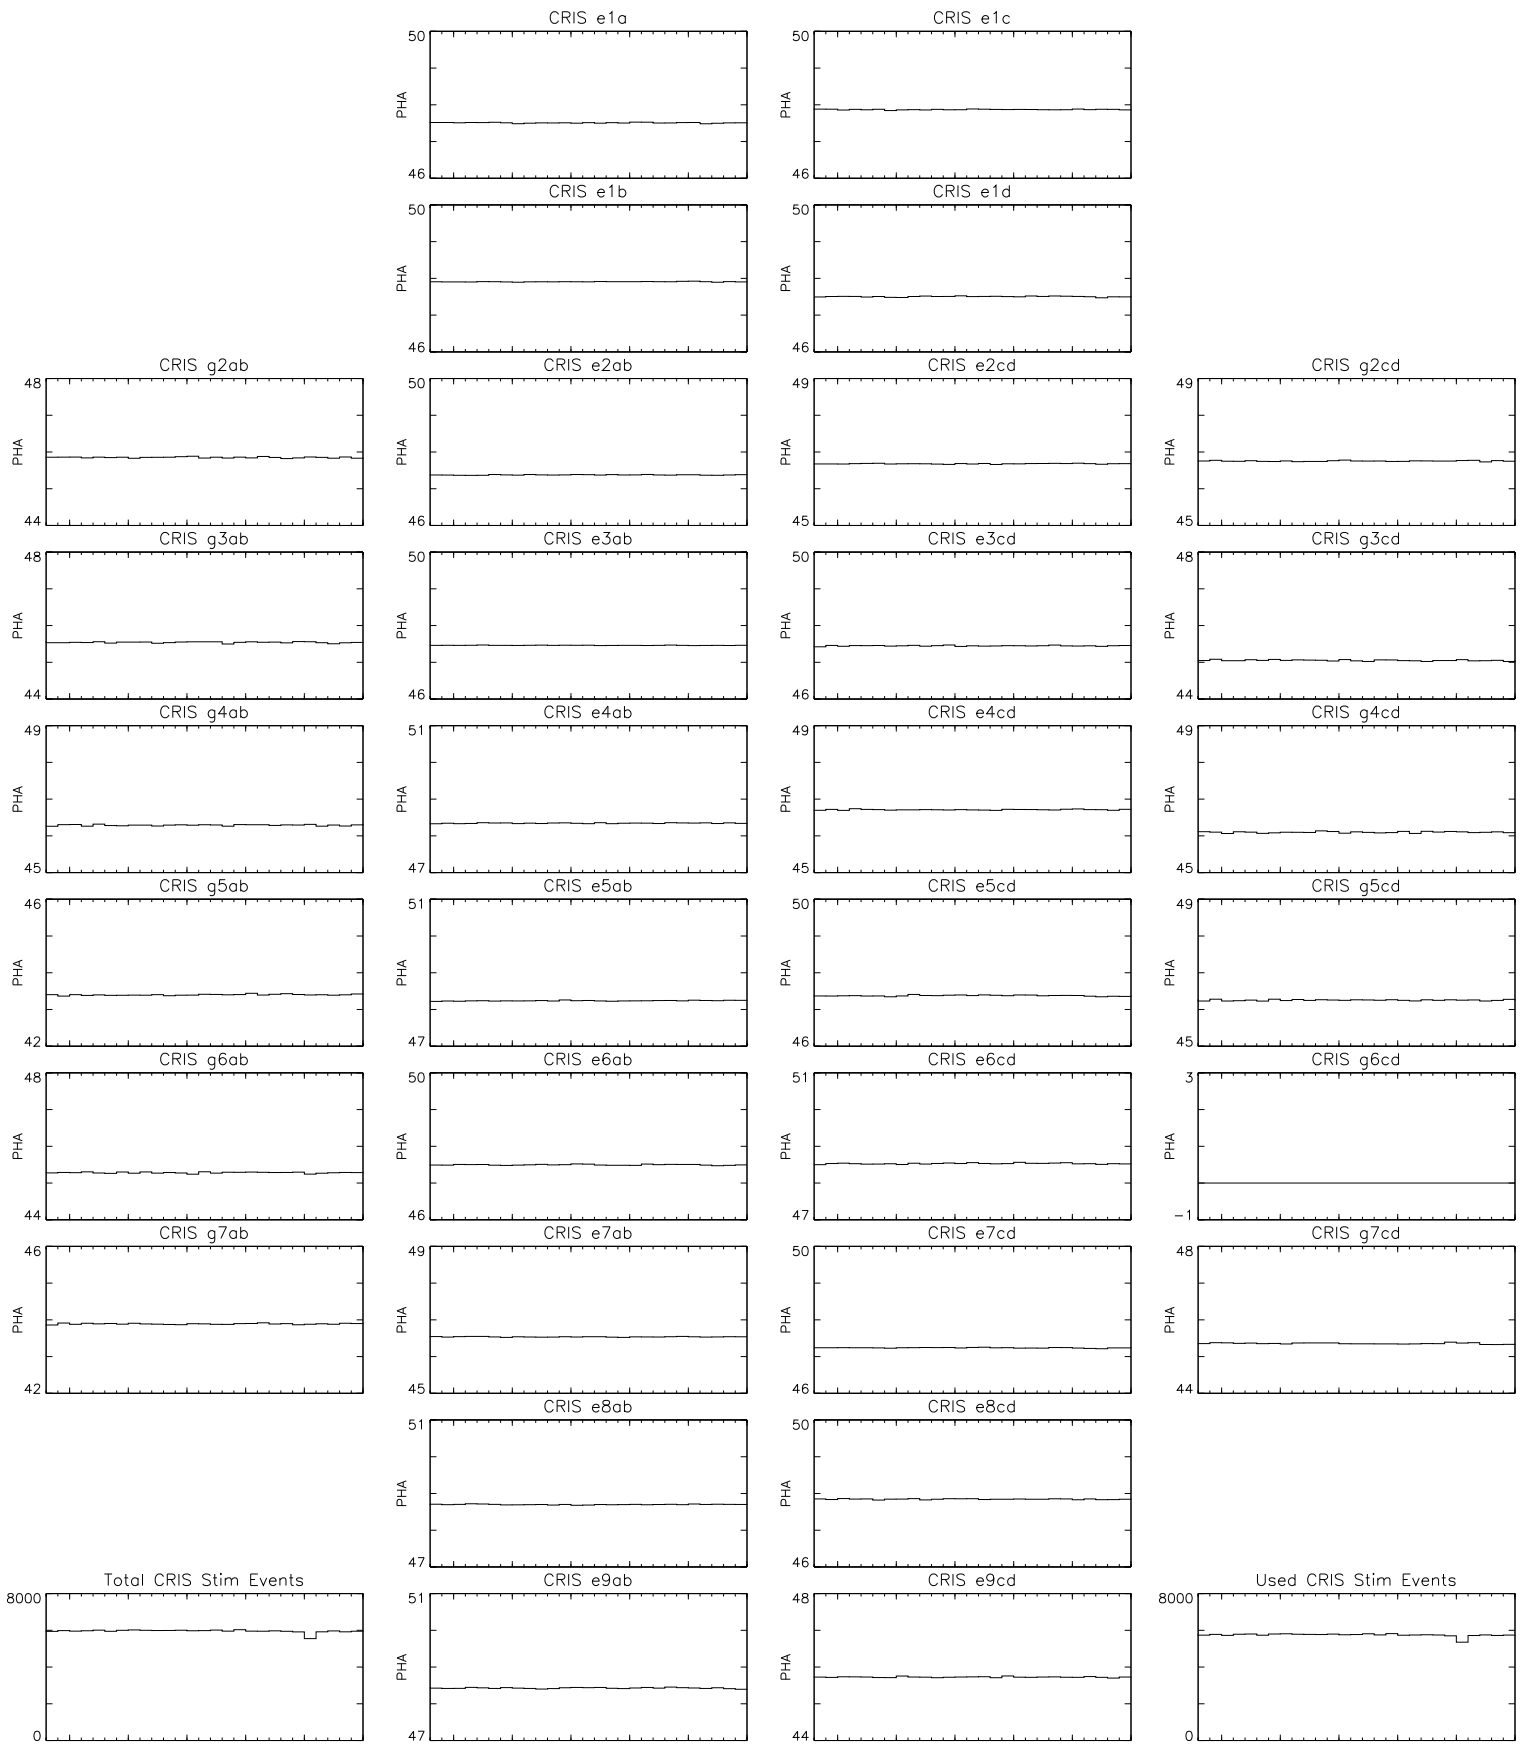 CRIS e1a
CRIS e1c
50
PHA
46
50
PHA
46
CRIS e1b
CRIS e1d
50
PHA
46
50
PHA
46
CRIS g2ab
CRIS e2ab
CRIS e2cd
CRIS g2cd
48
PHA
44
50
PHA
46
49
PHA
45
49
PHA
45
CRIS g3ab
CRIS e3ab
CRIS e3cd
CRIS g3cd
48
PHA
44
50
PHA
46
50
PHA
46
48
PHA
44
CRIS g4ab
CRIS e4ab
CRIS e4cd
CRIS g4cd
49
PHA
45
51
PHA
47
49
PHA
45
49
PHA
45
CRIS g5ab
CRIS e5ab
CRIS e5cd
CRIS g5cd
46
PHA
42
51
PHA
47
50
PHA
46
49
PHA
45
CRIS g6ab
CRIS e6ab
CRIS e6cd
CRIS g6cd
48
PHA
44
50
PHA
46
51
PHA
47
3
PHA
-1
CRIS g7ab
CRIS e7ab
CRIS e7cd
CRIS g7cd
46
PHA
42
49
PHA
45
50
PHA
46
48
PHA
44
CRIS e8ab
CRIS e8cd
51
PHA
47
50
PHA
46
Total CRIS Stim Events
CRIS e9ab
CRIS e9cd
Used CRIS Stim Events
8000
0
51
PHA
47
48
PHA
44
8000
0